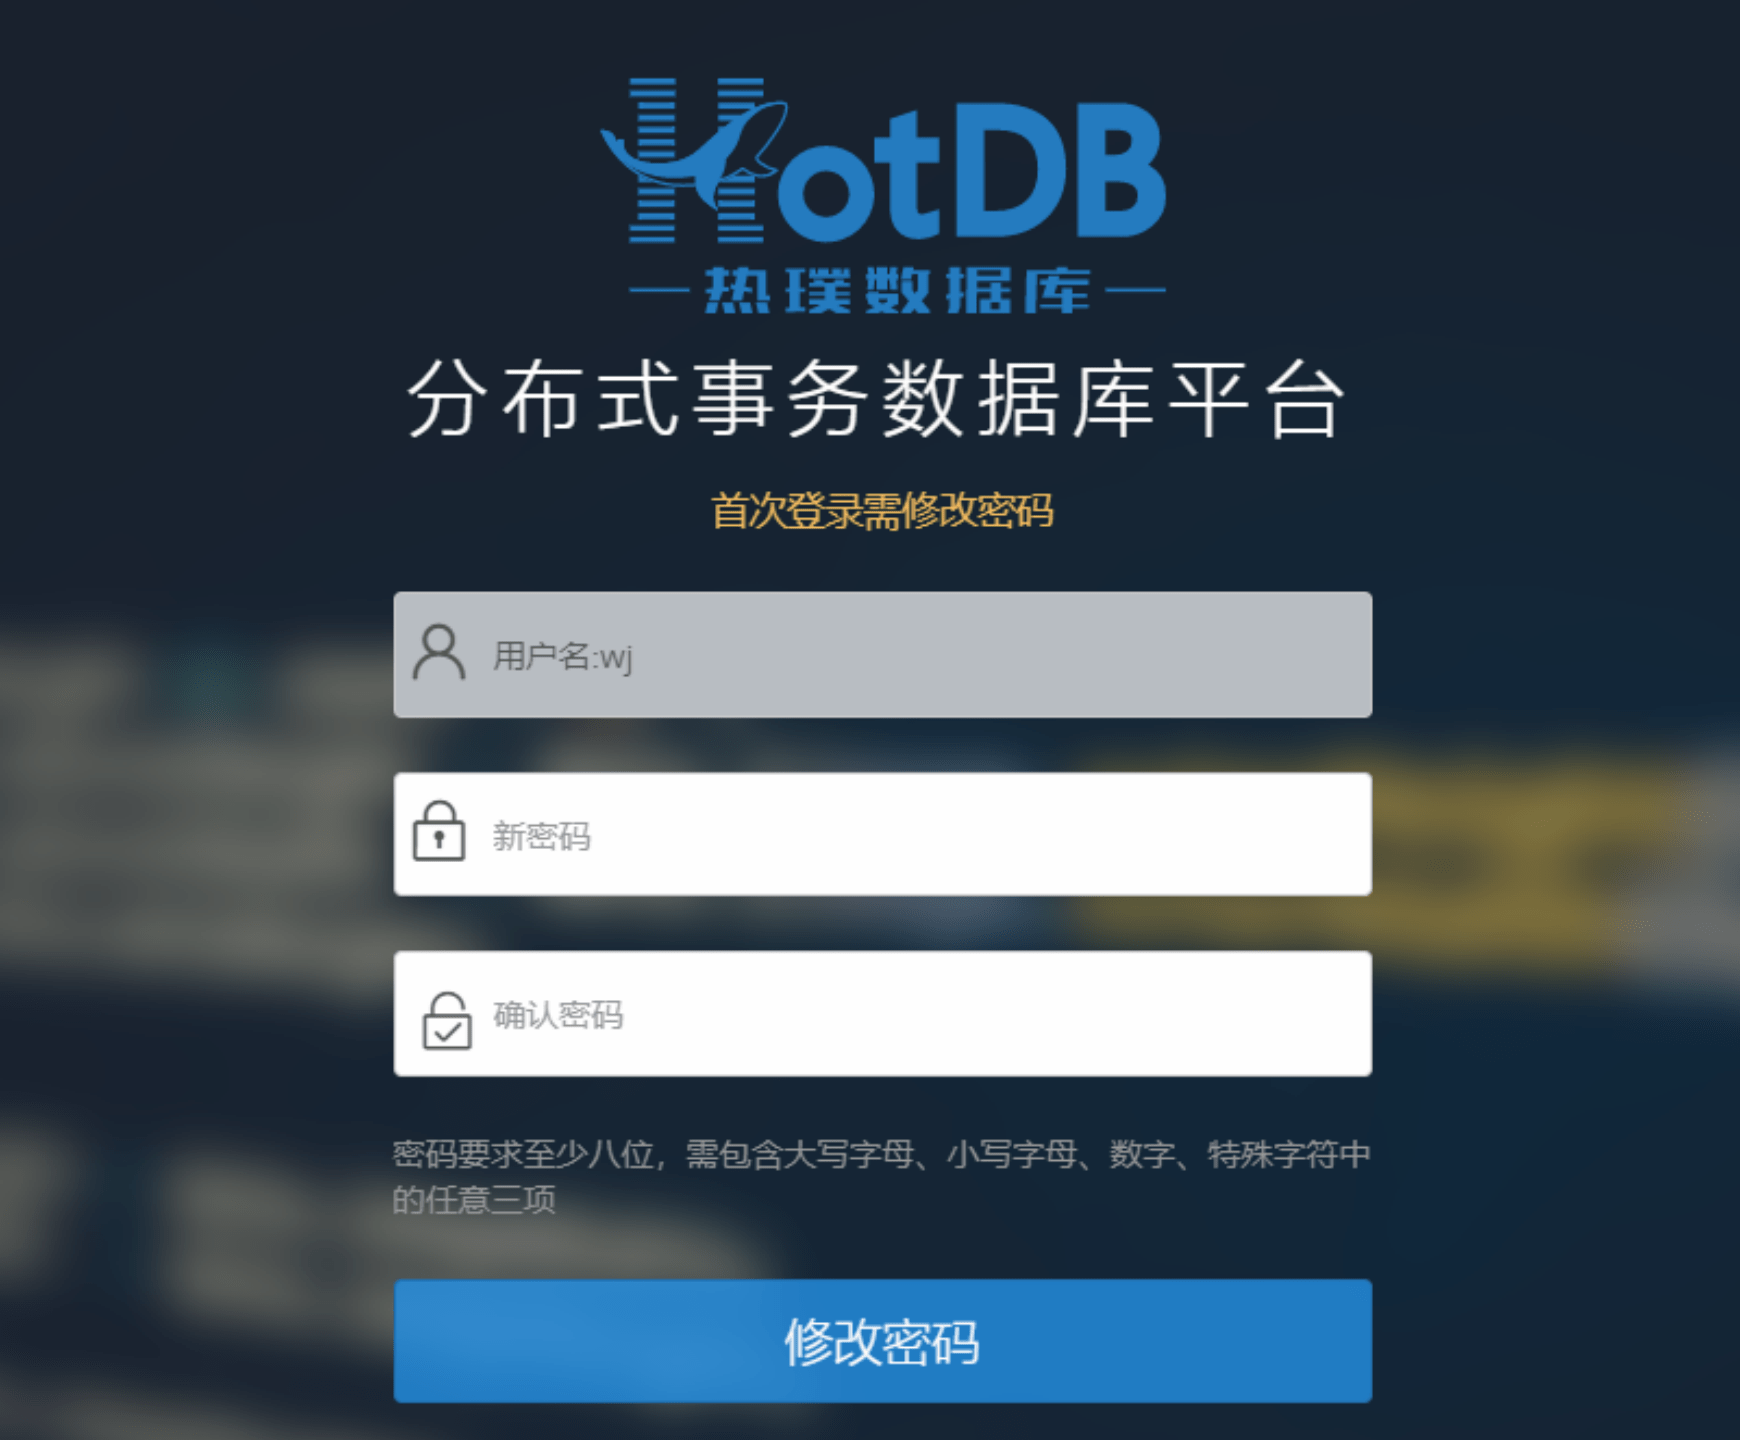 HotDB
热璞数据库
分布式事务数据库平台
首次登录需修改密码
用户名:wj
新密码
确认密码
密码要求至少八位，需包含大写字母、小写字母、数字、特殊字符中
的任意三项
修改密码